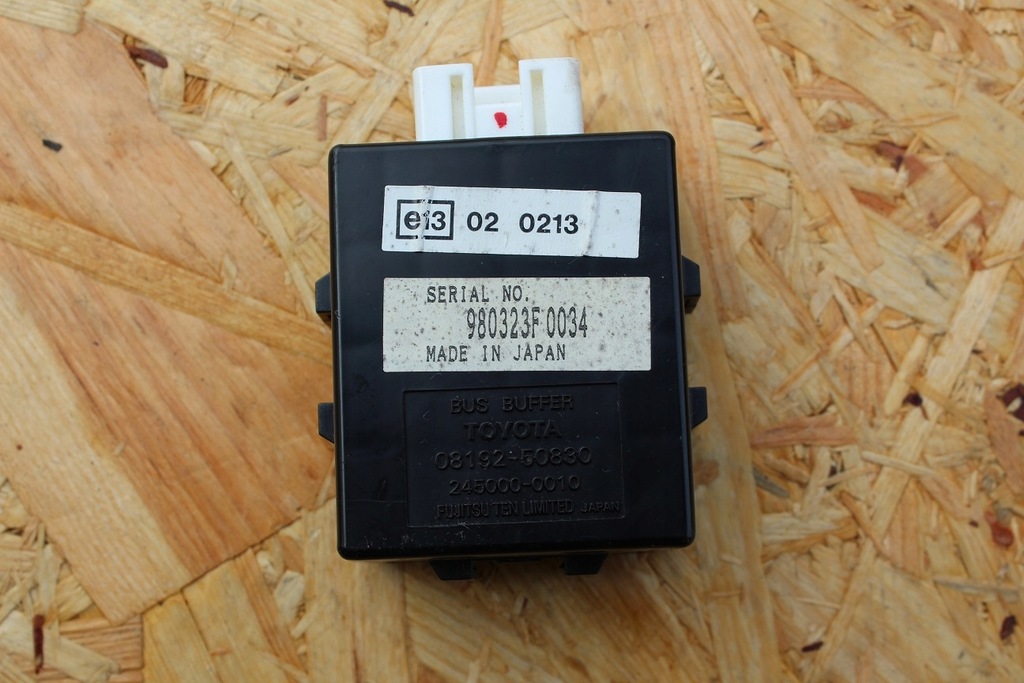 e13 02 0213
SERIAL NO.
980323F0034
MADE IN JAPAN
BUS BUFFER
TOYOTA
08192-50830
245000-0010
FUJITSU TEN LIMITED JAPAN